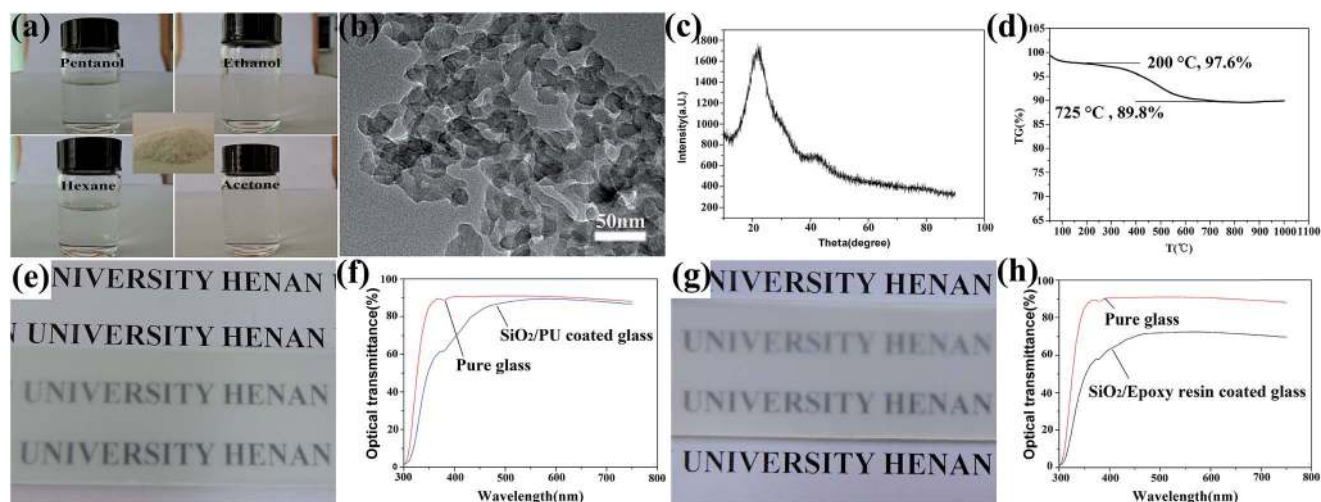 (a)
Pentanol
Ethanol
Hexane
Acetone
(b)
50nm
(c)
Intensity(a.U.)
1800
1600
1400
1200
1000
800
600
400
200
20
40
60
80
100
Theta(degree)
(d)
TG(%)
100
95
90
85
80
75
70
65
200 °C, 97.6%
725 °C , 89.8%
100 200 300 400 500 600 700 800 900 1000 1100
T(℃)
(e)
NIVERSITY HENAN
N UNIVERSITY HENAN
UNIVERSITY HENAN
UNIVERSITY HENAN
(f)
Optical transmittance(%)
100
80
60
40
20
0
SiO₂/PU coated glass
Pure glass
300 400 500 600 700 800
Wavelength(nm)
(g)
NIVERSITY HENAN
UNIVERSITY HENAN
UNIVERSITY HENAN
UNIVERSITY HENAN
(h)
Optical transmittance(%)
100
80
60
40
20
0
Pure glass
SiO₂/Epoxy resin coated glass
300 400 500 600 700 800
Wavelength(nm)